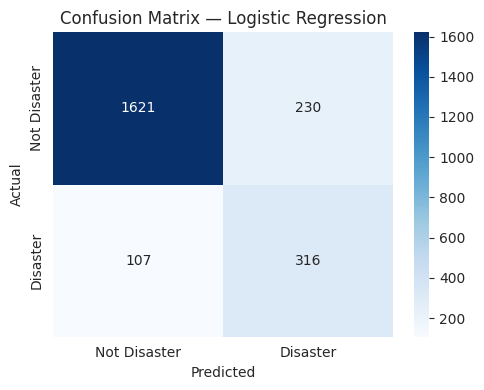 Confusion Matrix — Logistic Regression
Not Disaster
Disaster
Actual
1621
230
107
316
Not Disaster
Disaster
Predicted
1600
1400
1200
1000
800
600
400
200